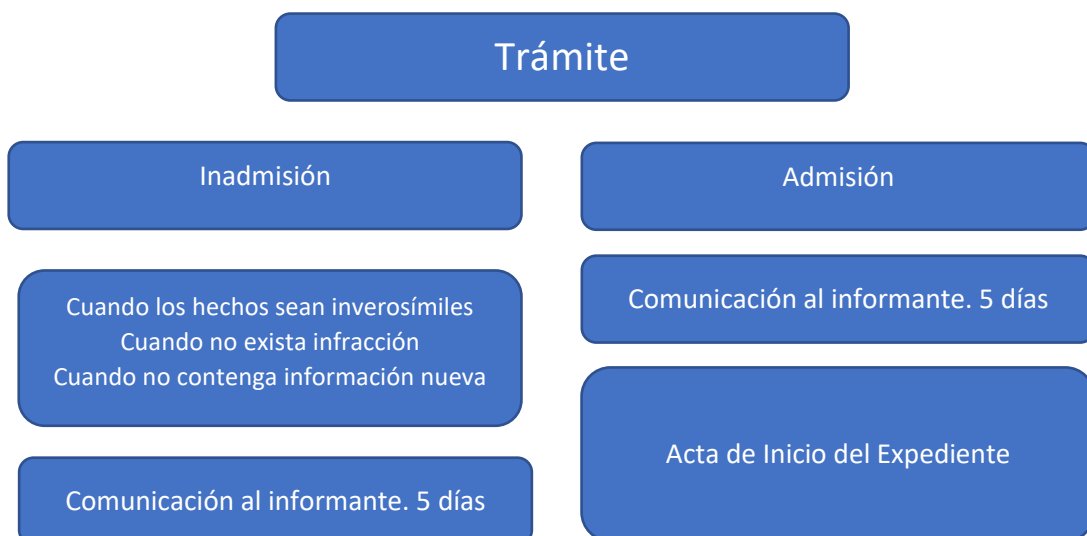 Trámite
Inadmisión
Cuando los hechos sean inverosímiles
Cuando no exista infracción
Cuando no contenga información nueva
Comunicación al informante. 5 días
Admisión
Comunicación al informante. 5 días
Acta de Inicio del Expediente